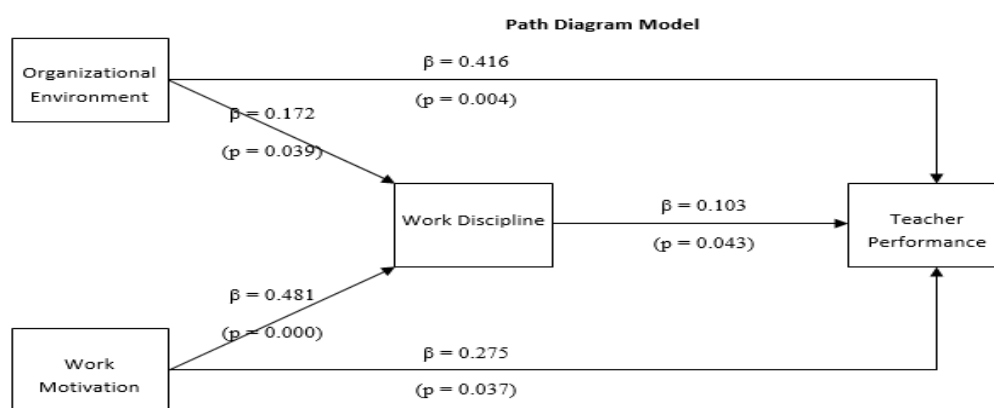 Path Diagram Model
Organizational
Environment
β = 0.416
(p = 0.004)
β = 0.172
(p = 0.039)
Work Discipline
β = 0.103
(p = 0.043)
Teacher
Performance
β = 0.481
(p = 0.000)
Work
Motivation
β = 0.275
(p = 0.037)